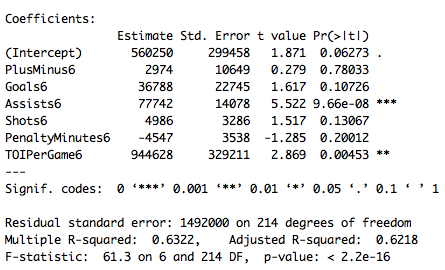 Coefficients:
Estimate Std. Error t value Pr(>|t|)
(Intercept) 560250 299458 1.871 0.06273 .
PlusMinus6 2974 10649 0.279 0.78033
Goals6 36788 22745 1.617 0.10726
Assists6 77742 14078 5.522 9.66e-08 ***
Shots6 4986 3286 1.517 0.13067
PenaltyMinutes6 -4547 3538 -1.285 0.20012
TOIPerGame6 944628 329211 2.869 0.00453 **
---
Signif. codes: 0 ‘***’ 0.001 ‘**’ 0.01 ‘*’ 0.05 ‘.’ 0.1 ‘ ’ 1
Residual standard error: 1492000 on 214 degrees of freedom
Multiple R-squared: 0.6322, Adjusted R-squared: 0.6218
F-statistic: 61.3 on 6 and 214 DF, p-value: < 2.2e-16